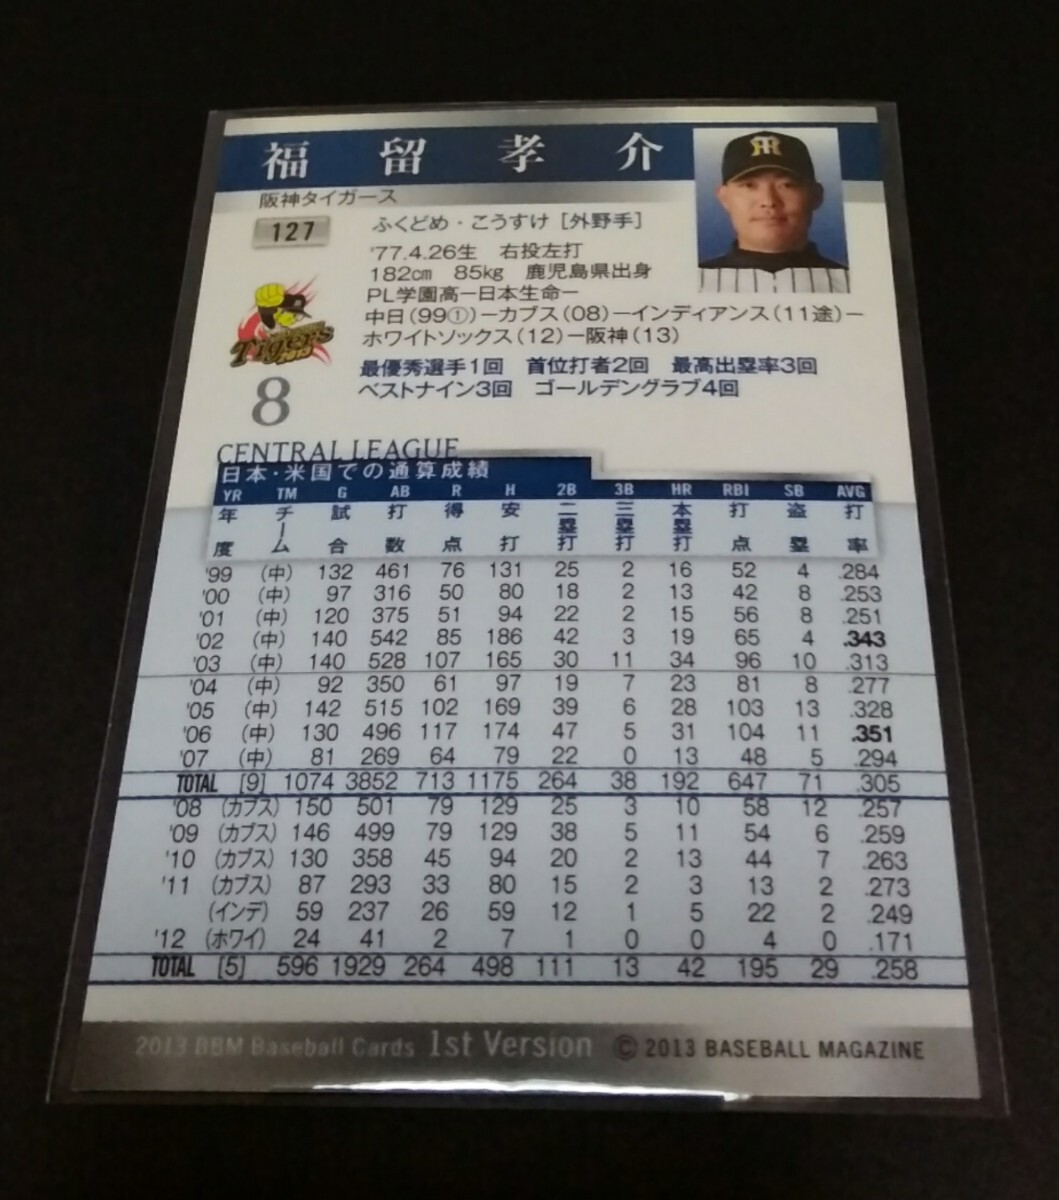 福留孝介
阪神タイガース
127
ふくどめ・こうすけ [外野手]
'77.4.26生 右投左打
182cm 85kg 鹿児島県出身
PL学園高ー日本生命ー
中日(99①)ーカブス(08)ーインディアンス(11途)ー
ホワイトソックス(12)ー阪神(13)
最優秀選手1回 首位打者2回 最高出塁率3回
ベストナイン3回 ゴールデングラブ4回
Tigers
8
CENTRAL LEAGUE
日本・米国での通算成績
YR TM G AB R H 2B 3B HR RBI SB AVG
年度 チーム 試合 打数 得点 安打 二塁打 三塁打 本塁打 打点 盗塁 打率
'99 (中) 132 461 76 131 25 2 16 52 4 .284
'00 (中) 97 316 50 80 18 2 13 42 8 .253
'01 (中) 120 375 51 94 22 2 15 56 8 .251
'02 (中) 140 542 85 186 42 3 19 65 4 .343
'03 (中) 140 528 107 165 30 11 34 96 10 .313
'04 (中) 92 350 61 97 19 7 23 81 8 .277
'05 (中) 142 515 102 169 39 6 28 103 13 .328
'06 (中) 130 496 117 174 47 5 31 104 11 .351
'07 (中) 81 269 64 79 22 0 13 48 5 .294
TOTAL [9] 1074 3852 713 1175 264 38 192 647 71 .305
'08 (カブス) 150 501 79 129 25 3 10 58 12 .257
'09 (カブス) 146 499 79 129 38 5 11 54 6 .259
'10 (カブス) 130 358 45 94 20 2 13 44 7 .263
'11 (カブス) 87 293 33 80 15 2 3 13 2 .273
(インデ) 59 237 26 59 12 1 5 22 2 .249
'12 (ホワイ) 24 41 2 7 1 0 0 4 0 .171
TOTAL [5] 596 1929 264 498 111 13 42 195 29 .258
2013 BBM Baseball Cards 1st Version © 2013 BASEBALL MAGAZINE